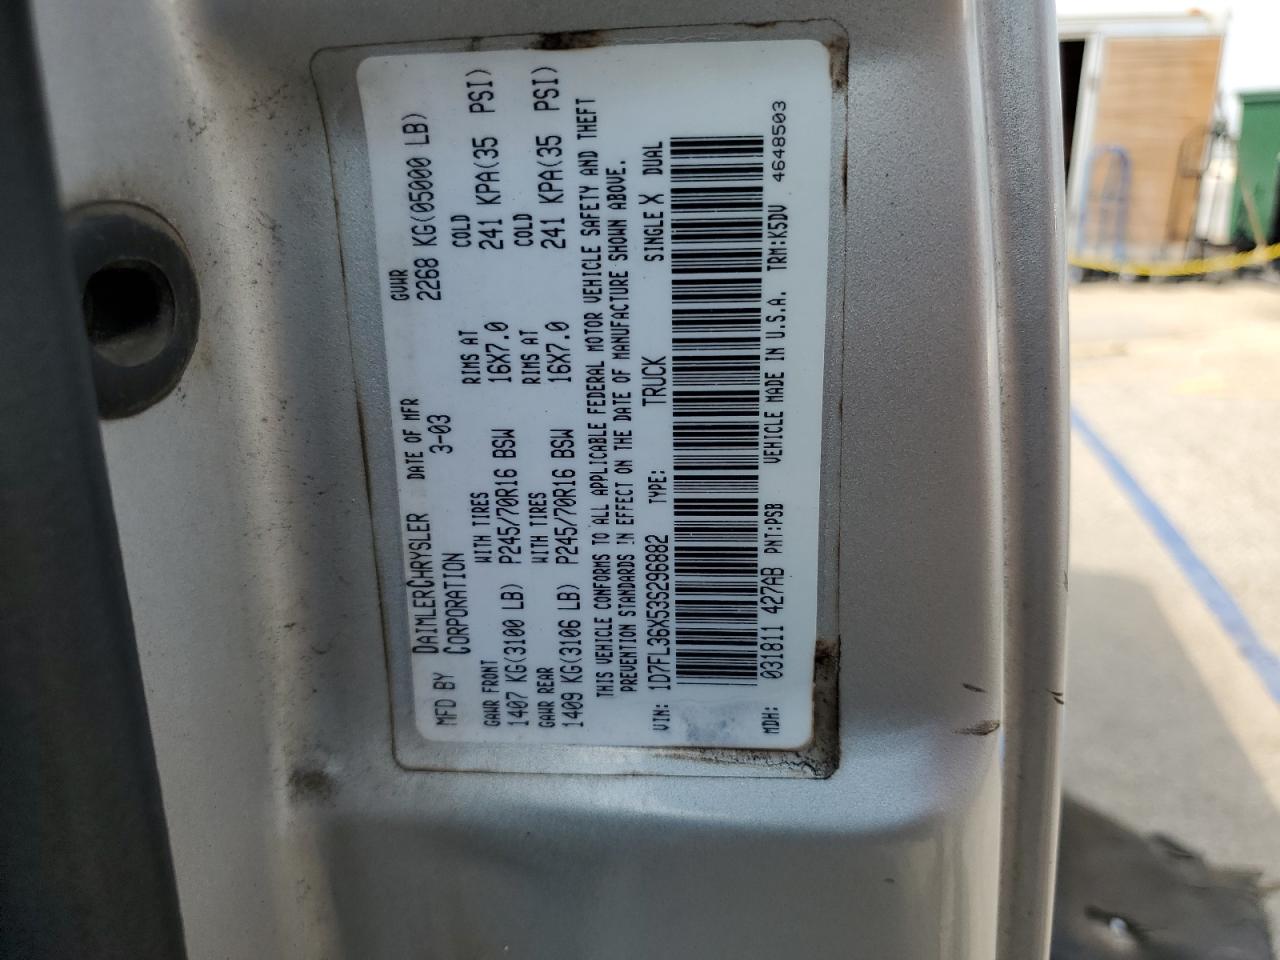 MFD BY DAIMLERCHRYSLER CORPORATION DATE OF MFR 3-03 GVWR 2268 KG(05000 LB)
GAWR FRONT WITH TIRES RIMS AT COLD
1407 KG(3100 LB) P245/70R16 BSW 16X7.0 241 KPA(35 PSI)
GAWR REAR WITH TIRES RIMS AT COLD
1409 KG(3106 LB) P245/70R16 BSW 16X7.0 241 KPA(35 PSI)
THIS VEHICLE CONFORMS TO ALL APPLICABLE FEDERAL MOTOR VEHICLE SAFETY AND THEFT
PREVENTION STANDARDS IN EFFECT ON THE DATE OF MANUFACTURE SHOWN ABOVE.
VIN: 1D7FL36X53S296882 TYPE: TRUCK SINGLE X DUAL
MDH: 031811 427AB PNT:PSB VEHICLE MADE IN U.S.A. TRM:K5DV 4648503